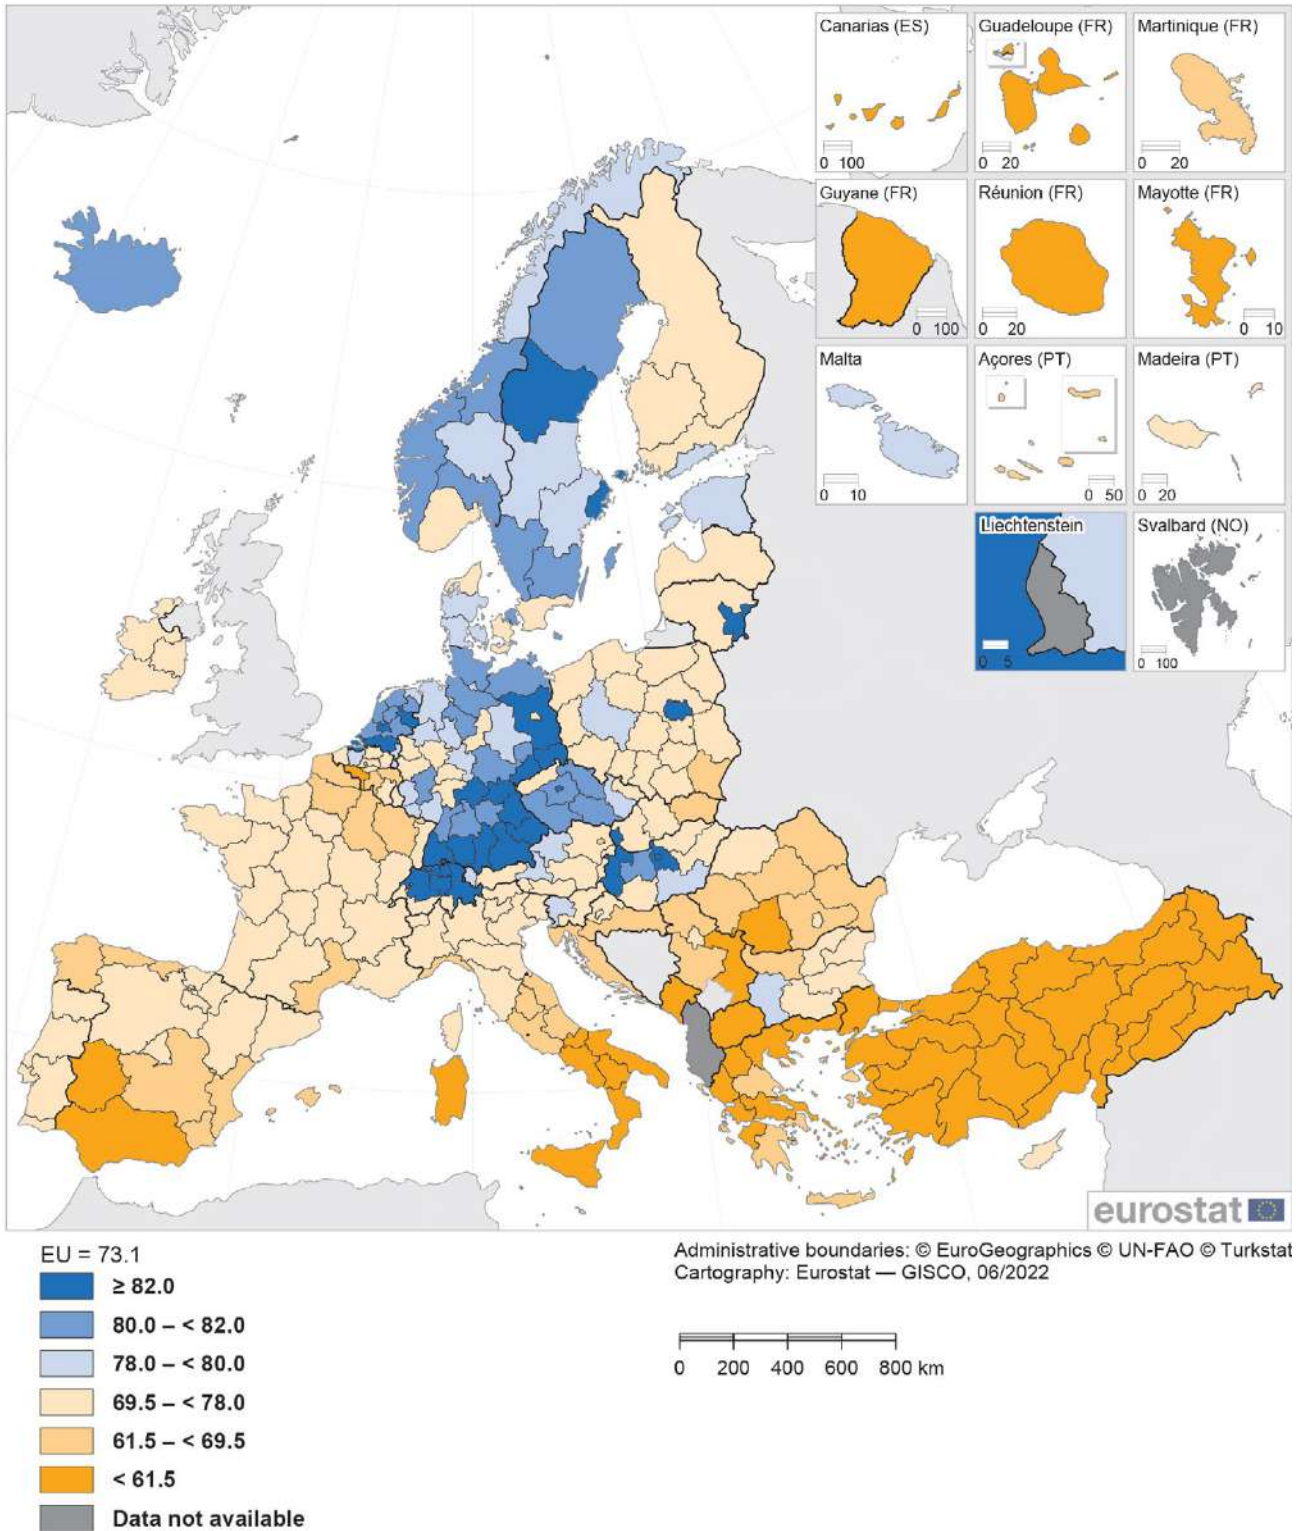 Canarias (ES)
0 100
Guadeloupe (FR)
0 20
Martinique (FR)
0 20
Guyane (FR)
0 100
Réunion (FR)
0 20
Mayotte (FR)
0 10
Malta
0 10
Açores (PT)
0 50
Madeira (PT)
0 20
Liechtenstein
0 5
Svalbard (NO)
0 100
eurostat
EU = 73.1
≥ 82.0
80.0 – < 82.0
78.0 – < 80.0
69.5 – < 78.0
61.5 – < 69.5
< 61.5
Data not available
Administrative boundaries: © EuroGeographics © UN-FAO © Turkstat
Cartography: Eurostat — GISCO, 06/2022
0 200 400 600 800 km